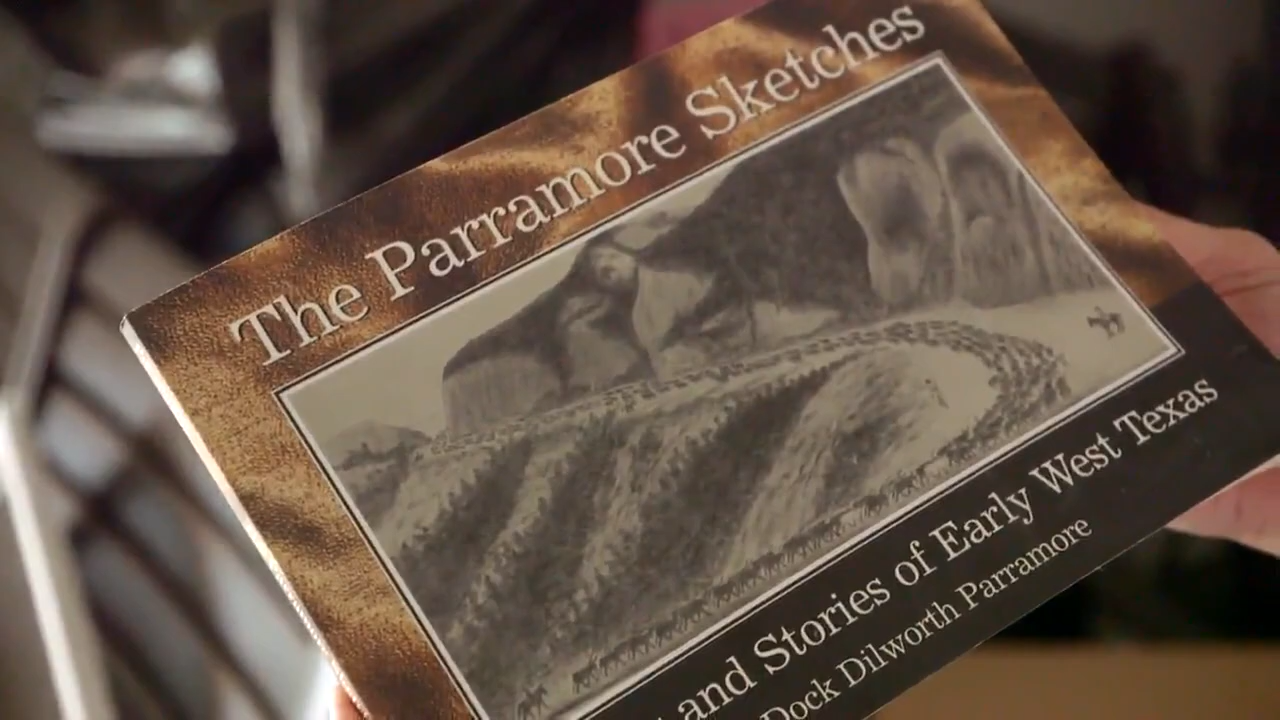 The Parramore Sketches
and Stories of Early West Texas
Dock Dilworth Parramore